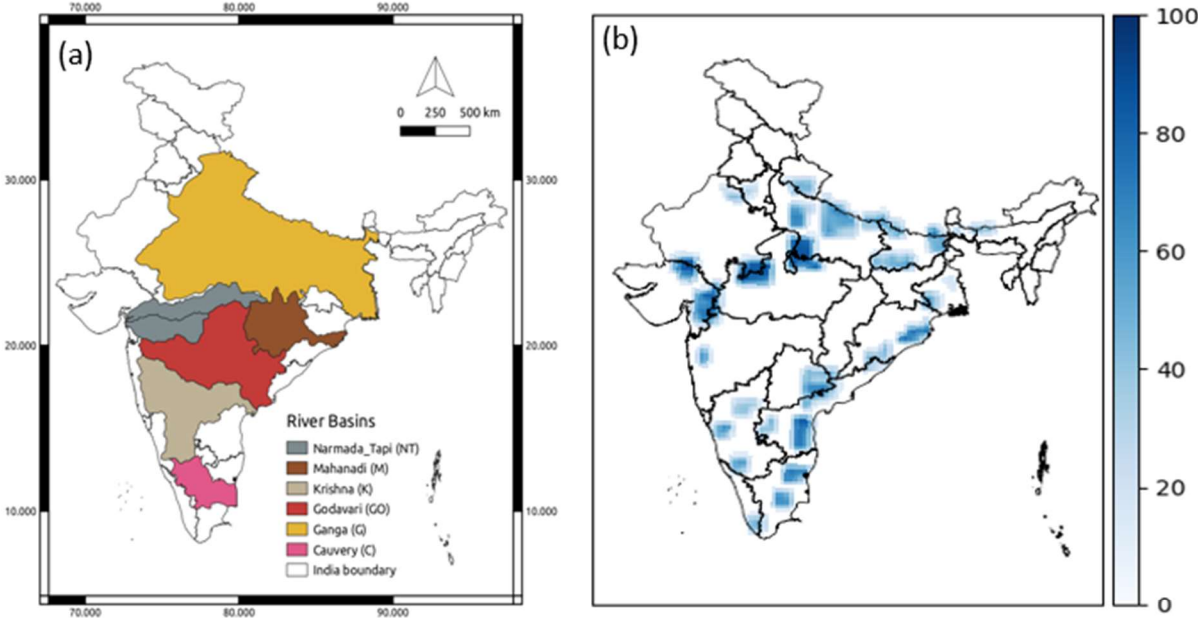 70.000 80.000 90.000
(a)
0 250 500 km
30.000 30.000
20.000 20.000
10.000 10.000
River Basins
Narmada_Tapi (NT)
Mahanadi (M)
Krishna (K)
Godavari (GO)
Ganga (G)
Cauvery (C)
India boundary
70.000 80.000 90.000
(b)
100
80
60
40
20
0